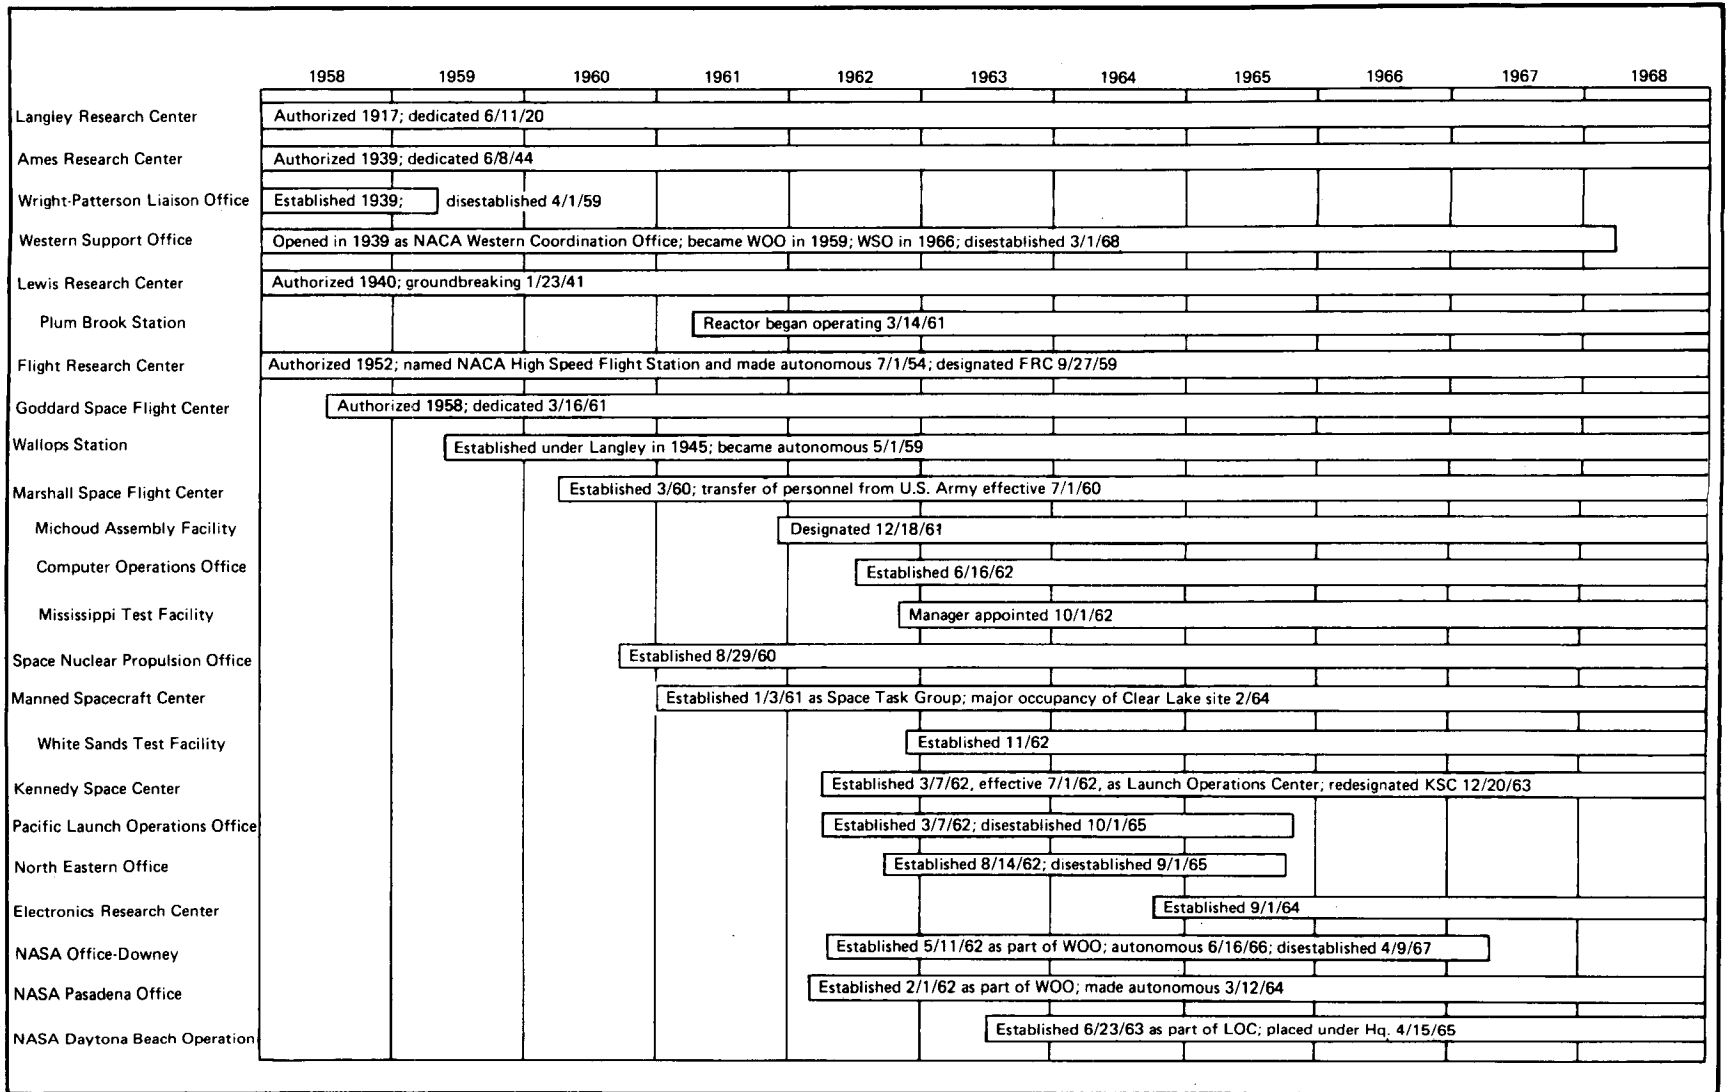 1958 1959 1960 1961 1962 1963 1964 1965 1966 1967 1968
Langley Research Center Authorized 1917; dedicated 6/11/20
Ames Research Center Authorized 1939; dedicated 6/8/44
Wright-Patterson Liaison Office Established 1939; disestablished 4/1/59
Western Support Office Opened in 1939 as NACA Western Coordination Office; became WOO in 1959; WSO in 1966; disestablished 3/1/68
Lewis Research Center Authorized 1940; groundbreaking 1/23/41
Plum Brook Station Reactor began operating 3/14/61
Flight Research Center Authorized 1952; named NACA High Speed Flight Station and made autonomous 7/1/54; designated FRC 9/27/59
Goddard Space Flight Center Authorized 1958; dedicated 3/16/61
Wallops Station Established under Langley in 1945; became autonomous 5/1/59
Marshall Space Flight Center Established 3/60; transfer of personnel from U.S. Army effective 7/1/60
Michoud Assembly Facility Designated 12/18/61
Computer Operations Office Established 6/16/62
Mississippi Test Facility Manager appointed 10/1/62
Space Nuclear Propulsion Office Established 8/29/60
Manned Spacecraft Center Established 1/3/61 as Space Task Group; major occupancy of Clear Lake site 2/64
White Sands Test Facility Established 11/62
Kennedy Space Center Established 3/7/62, effective 7/1/62, as Launch Operations Center; redesignated KSC 12/20/63
Pacific Launch Operations Office Established 3/7/62; disestablished 10/1/65
North Eastern Office Established 8/14/62; disestablished 9/1/65
Electronics Research Center Established 9/1/64
NASA Office-Downey Established 5/11/62 as part of WOO; autonomous 6/16/66; disestablished 4/9/67
NASA Pasadena Office Established 2/1/62 as part of WOO; made autonomous 3/12/64
NASA Daytona Beach Operation Established 6/23/63 as part of LOC; placed under Hq. 4/15/65